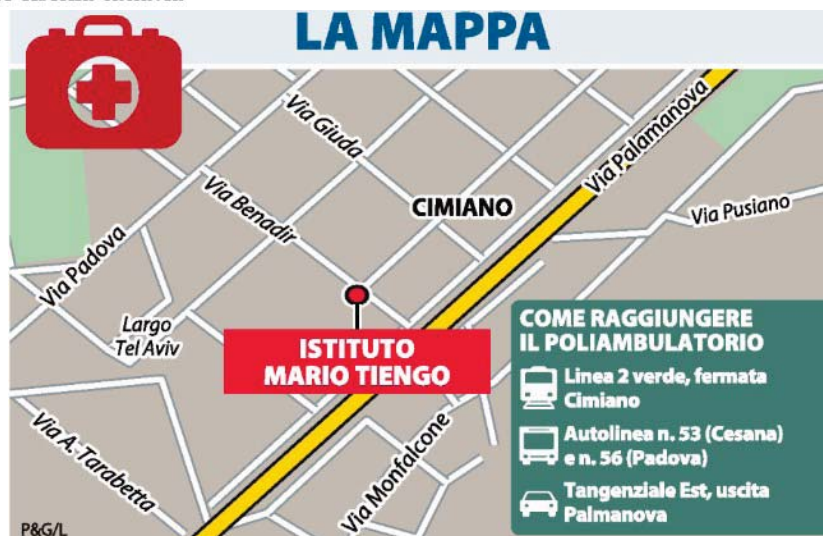 LA MAPPA
Via Giuda
Via Palamanova
Via Benadir
CIMIANO
Via Pusiano
Via Padova
Largo
Tel Aviv
ISTITUTO
MARIO TIENGO
Via A. Tarabetta
Via Monfalcone
COME RAGGIUNGERE
IL POLIAMBULATORIO
Linea 2 verde, fermata
Cimiano
Autolinea n. 53 (Cesana)
e n. 56 (Padova)
Tangenziale Est, uscita
Palmanova
P&G/L